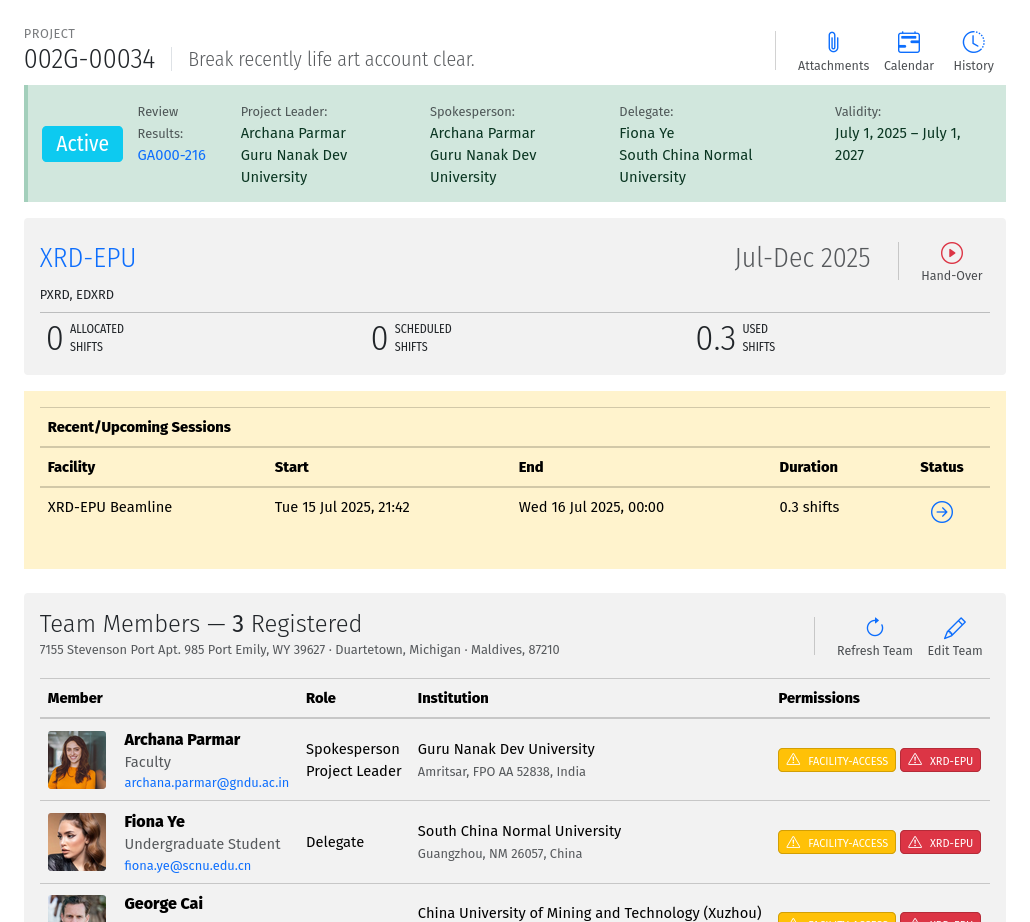 PROJECT
002G-00034
Break recently life art account clear.
Attachments
Calendar
History
Active
Review
Results:
GA000-216
Project Leader:
Archana Parmar
Guru Nanak Dev
University
Spokesperson:
Archana Parmar
Guru Nanak Dev
University
Delegate:
Fiona Ye
South China Normal
University
Validity:
July 1, 2025 – July 1,
2027
XRD-EPU
Jul-Dec 2025
Hand-Over
PXRD, EDXRD
0 ALLOCATED
SHIFTS
0 SCHEDULED
SHIFTS
0.3 USED
SHIFTS
Recent/Upcoming Sessions
Facility Start End Duration Status
XRD-EPU Beamline Tue 15 Jul 2025, 21:42 Wed 16 Jul 2025, 00:00 0.3 shifts
Team Members — 3 Registered
7155 Stevenson Port Apt. 985 Port Emily, WY 39627 · Duartetown, Michigan · Maldives, 87210
Refresh Team
Edit Team
Member Role Institution Permissions
Archana Parmar
Faculty
archana.parmar@gndu.ac.in
Spokesperson
Project Leader
Guru Nanak Dev University
Amritsar, FPO AA 52838, India
FACILITY-ACCESS
XRD-EPU
Fiona Ye
Undergraduate Student
fiona.ye@scnu.edu.cn
Delegate
South China Normal University
Guangzhou, NM 26057, China
FACILITY-ACCESS
XRD-EPU
George Cai
China University of Mining and Technology (Xuzhou)
FACILITY-ACCESS
XRD-EPU